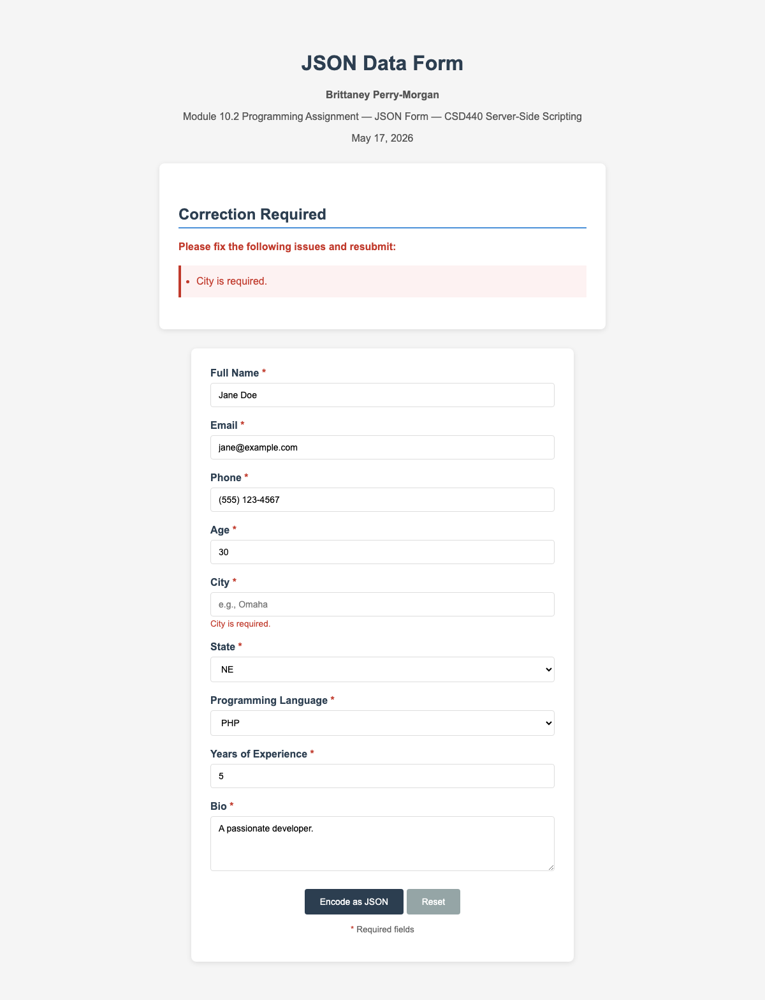 JSON Data Form
Brittaney Perry-Morgan
Module 10.2 Programming Assignment — JSON Form — CSD440 Server-Side Scripting
May 17, 2026
Correction Required
Please fix the following issues and resubmit:
• City is required.
Full Name *
Jane Doe
Email *
jane@example.com
Phone *
(555) 123-4567
Age *
30
City *
e.g., Omaha
City is required.
State *
NE
Programming Language *
PHP
Years of Experience *
5
Bio *
A passionate developer.
Encode as JSON Reset
* Required fields